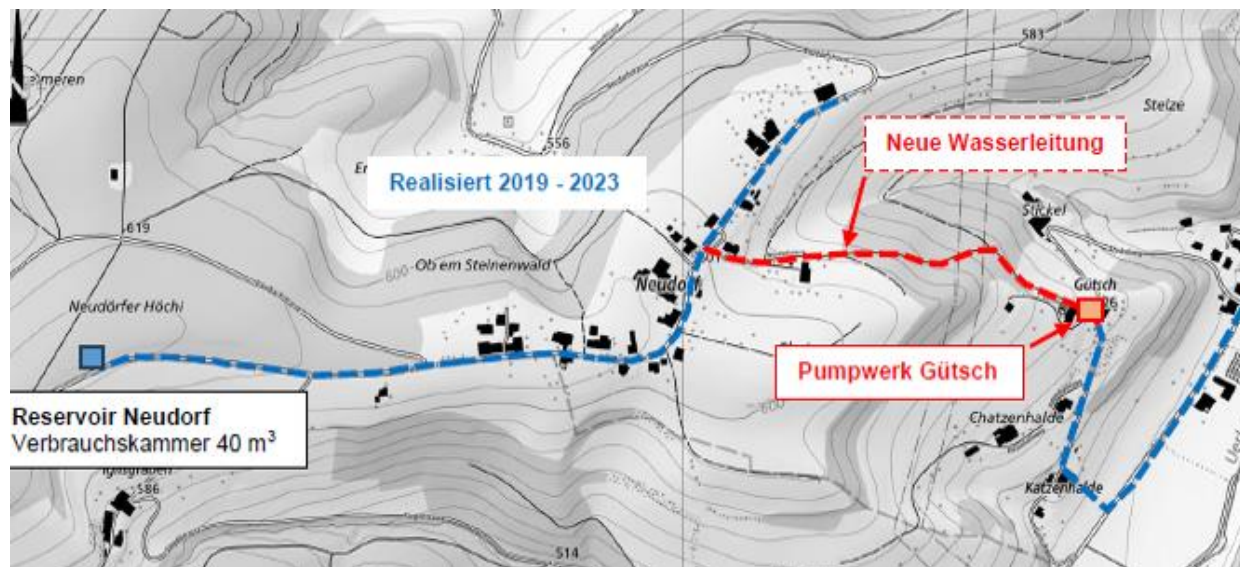 583
Stelze
Neue Wasserleitung
556
Realisiert 2019 - 2023
Stickel
619
600
Ob em Steinenwald
Neudorf
Gütsch
26
Neudörfer Höchi
Pumpwerk Gütsch
600
Reservoir Neudorf
Verbrauchskammer 40 m³
Chatzenhalde
586
Katzenhalde
514